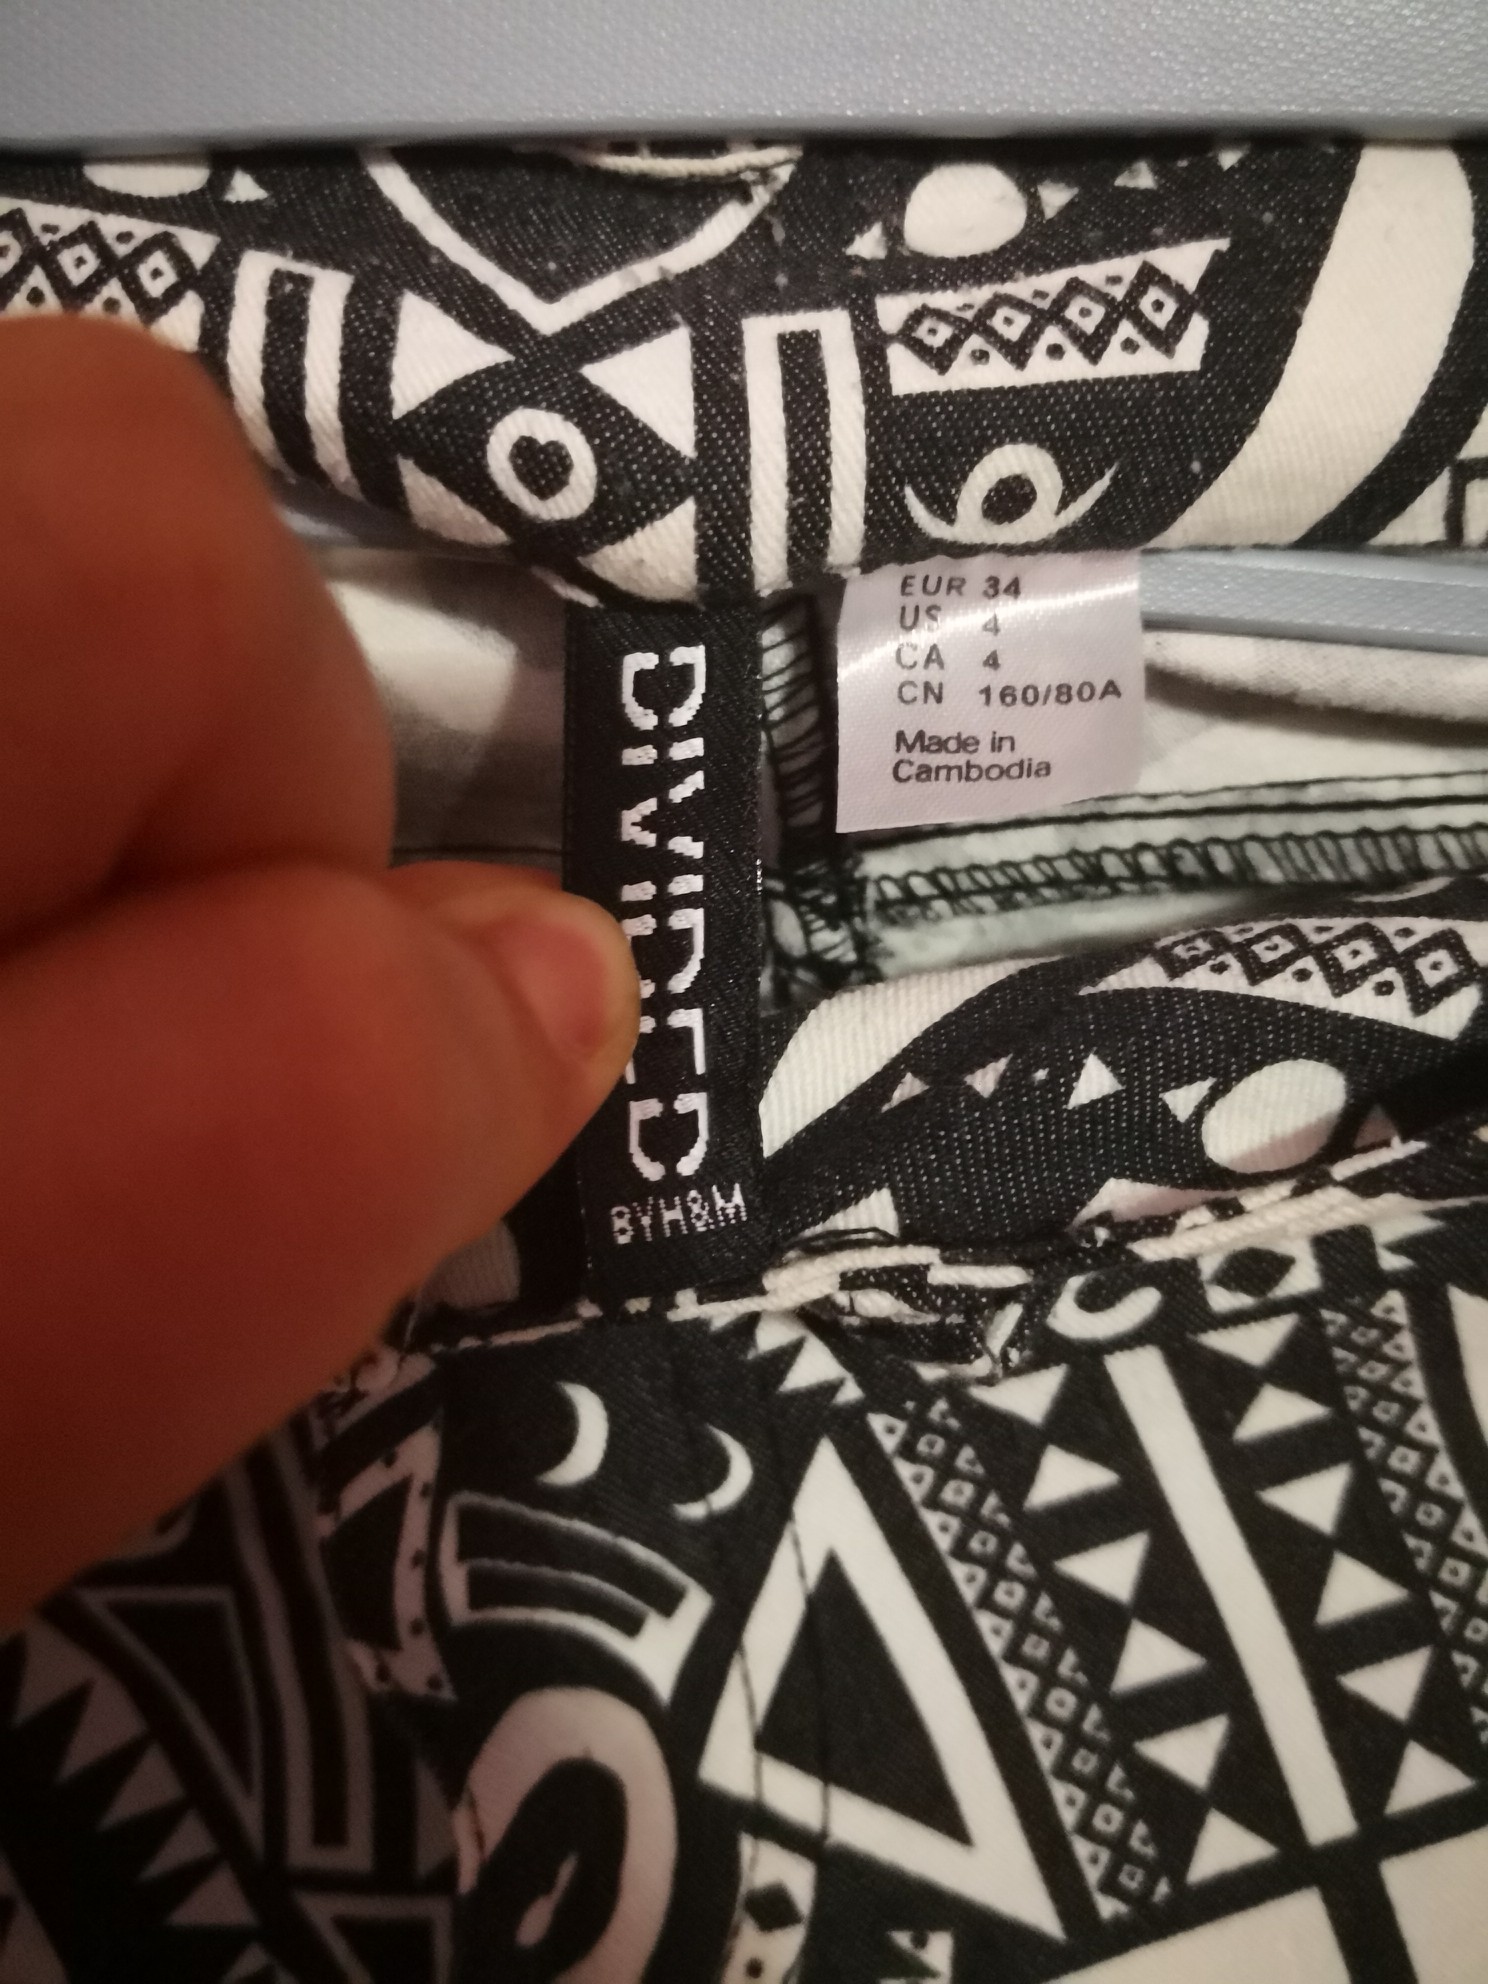 EUR 34
US 4
CA 4
CN 160/80A
Made in
Cambodia
DIVIDED
BY H&M